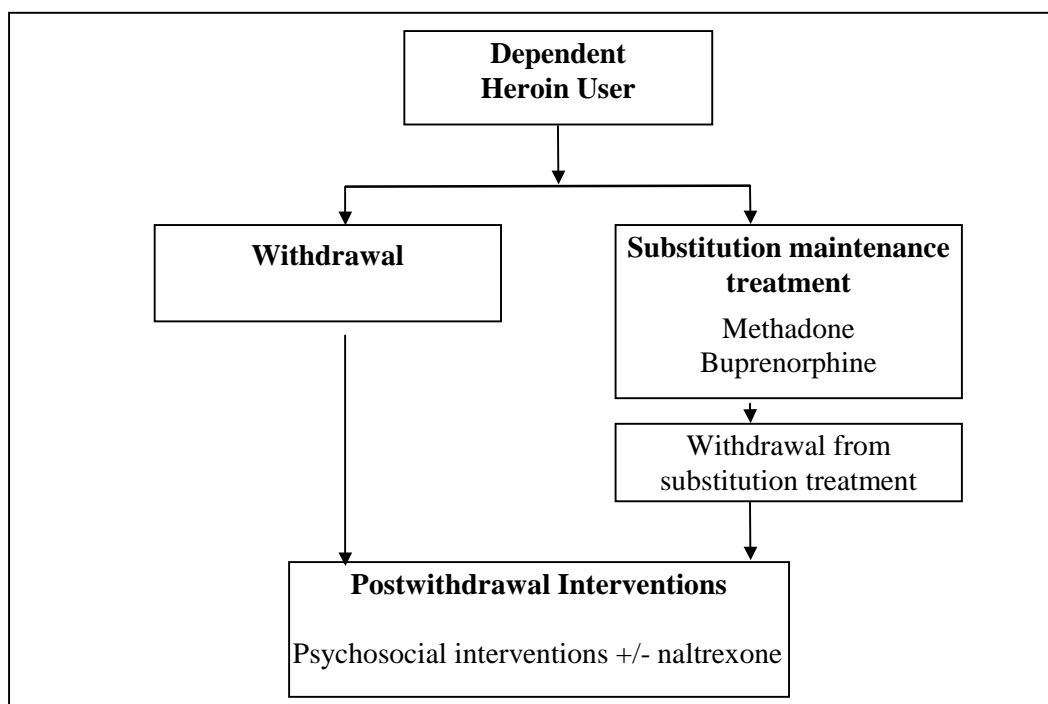 Dependent
Heroin User
Withdrawal
Substitution maintenance
treatment
Methadone
Buprenorphine
Withdrawal from
substitution treatment
Postwithdrawal Interventions
Psychosocial interventions +/- naltrexone